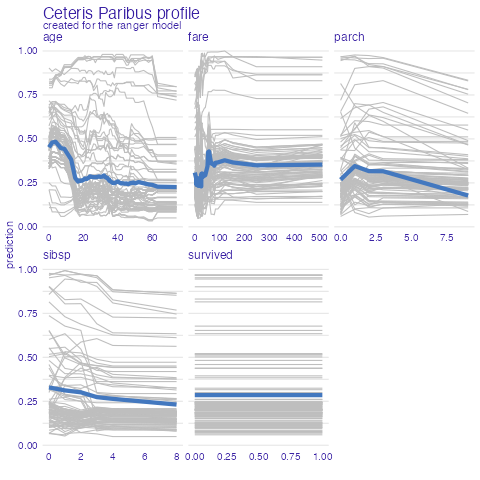 Ceteris Paribus profile
created for the ranger model
age fare parch
1.00
0.75
0.50
0.25
0.00
0 20 40 60 0 100 200 300 400 500 0.0 2.5 5.0 7.5
prediction
sibsp survived
1.00
0.75
0.50
0.25
0.00
0 2 4 6 8 0.00 0.25 0.50 0.75 1.00